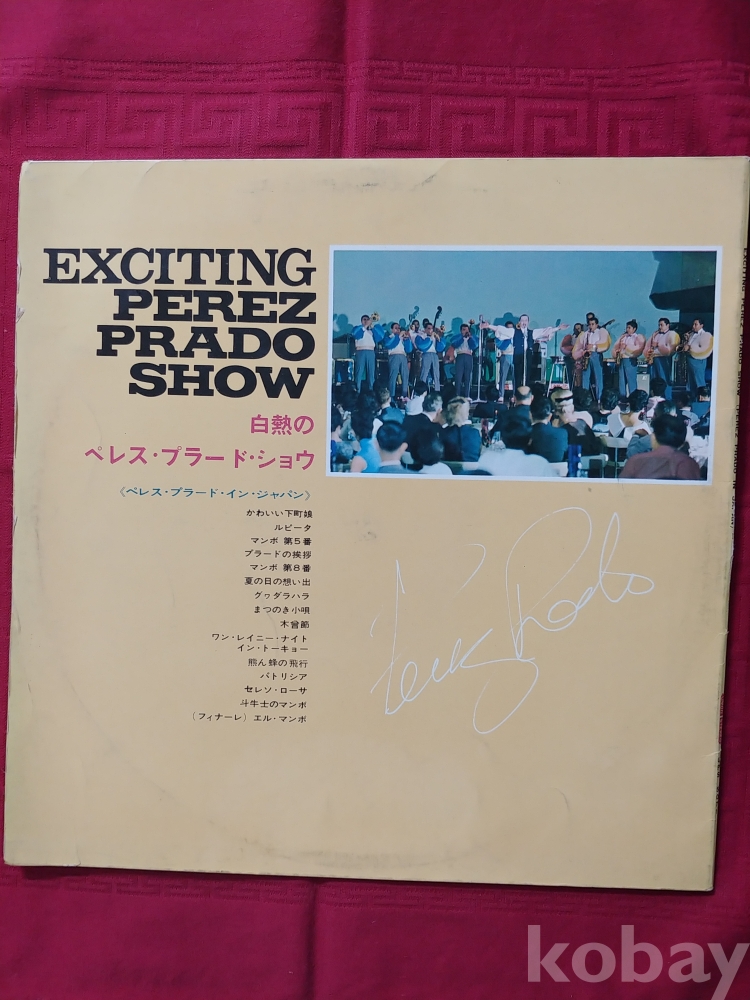 EXCITING
PEREZ
PRADO
SHOW
白熱の
ペレス・プラード・ショウ
《ペレス・プラード・イン・ジャパン》
かわいい下町娘
ルピータ
マンボ 第5番
プラードの挨拶
マンボ 第8番
夏の日の想い出
グヮダラハラ
まつのき小唄
木曾節
ワン・レイニー・ナイト
イン・トーキョー
熊ん蜂の飛行
パトリシア
セレソ・ローサ
斗牛士のマンボ
(フィナーレ) エル・マンボ
Perez Prado
kobay